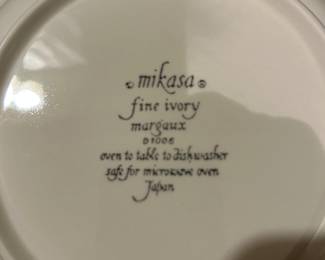 mikasa®
fine ivory
margaux
D1006
oven to table to dishwasher
safe for microwave oven
Japan